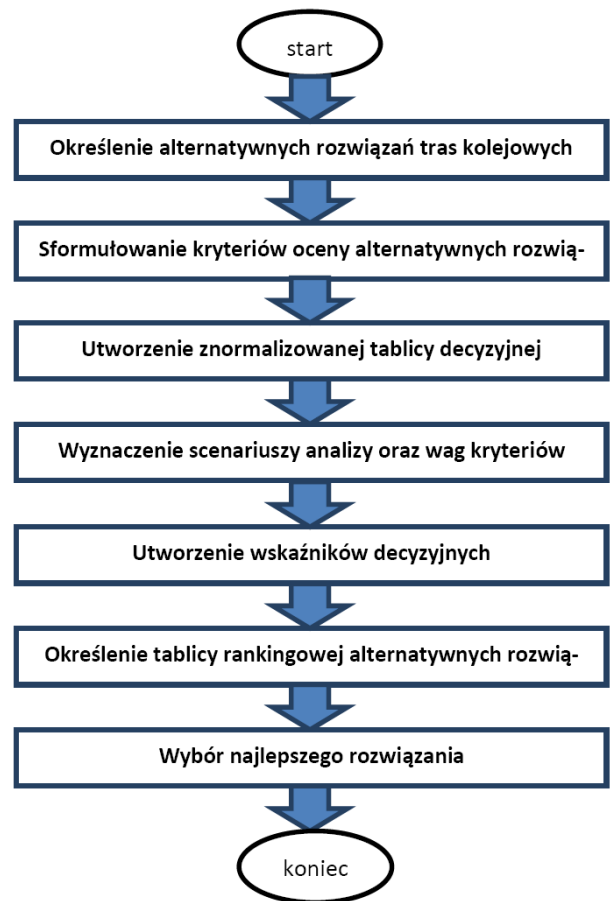 start
Określenie alternatywnych rozwiązań tras kolejowych
Sformułowanie kryteriów oceny alternatywnych rozwią-
Utworzenie znormalizowanej tablicy decyzyjnej
Wyznaczenie scenariuszy analizy oraz wag kryteriów
Utworzenie wskaźników decyzyjnych
Określenie tablicy rankingowej alternatywnych rozwią-
Wybór najlepszego rozwiązania
koniec